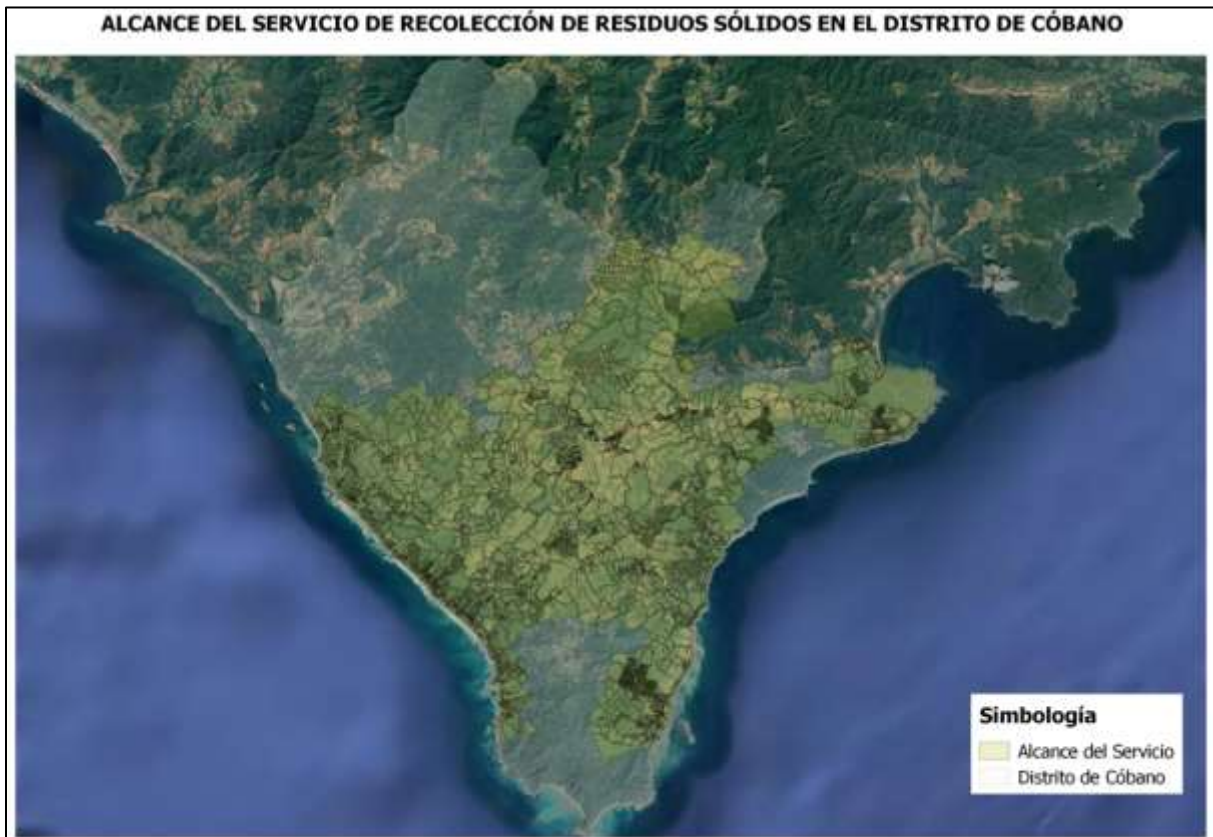 ALCANCE DEL SERVICIO DE RECOLECCIÓN DE RESIDUOS SÓLIDOS EN EL DISTRITO DE CÓBANO
Simbología
Alcance del Servicio
Distrito de Cóbano